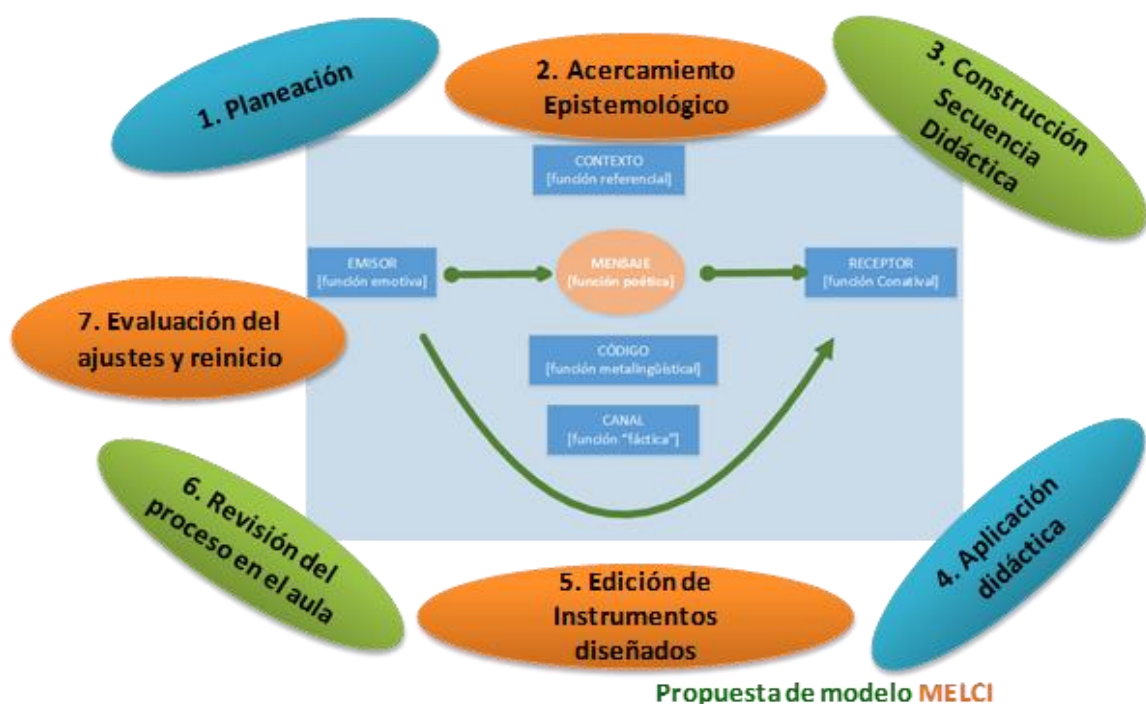 1. Planeación
2. Acercamiento
Epistemológico
3. Construcción
Secuencia
Didáctica
CONTEXTO
[función referencial]
EMISOR
[función emotiva]
MENSAJE
[función poética]
RECEPTOR
[función Conatival]
7. Evaluación del
ajustes y reinicio
CÓDIGO
[función metalingüístical]
CANAL
[función "fáctica"]
6. Revisión del
proceso en el aula
4. Aplicación
didáctica
5. Edición de
Instrumentos
diseñados
Propuesta de modelo MELCI